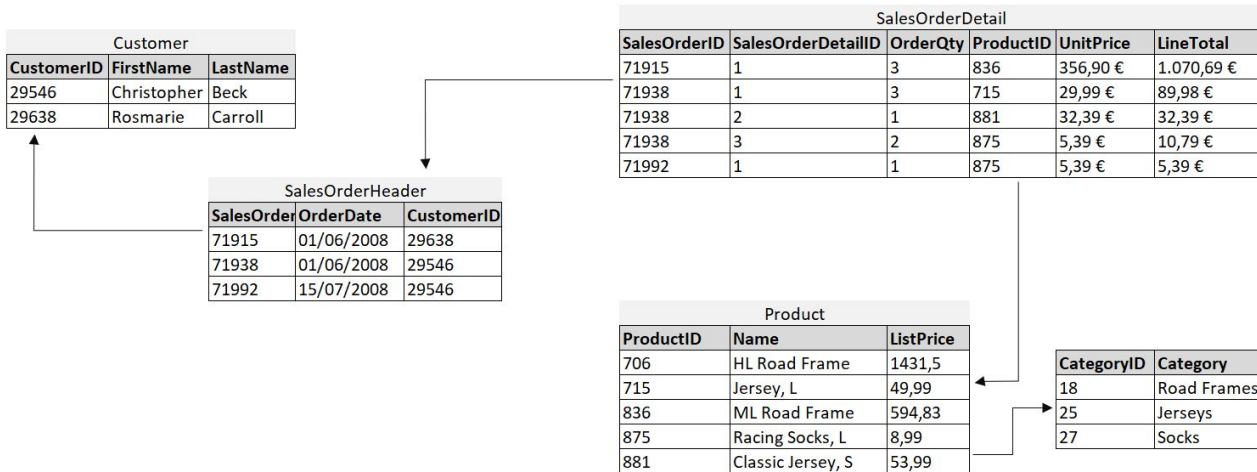 Customer
CustomerID FirstName LastName
29546 Christopher Beck
29638 Rosmarie Carroll
SalesOrderHeader
SalesOrder OrderDate CustomerID
71915 01/06/2008 29638
71938 01/06/2008 29546
71992 15/07/2008 29546
SalesOrderDetail
SalesOrderID SalesOrderDetailID OrderQty ProductID UnitPrice LineTotal
71915 1 3 836 356,90 € 1.070,69 €
71938 1 3 715 29,99 € 89,98 €
71938 2 1 881 32,39 € 32,39 €
71938 3 2 875 5,39 € 10,79 €
71992 1 1 875 5,39 € 5,39 €
Product
ProductID Name ListPrice
706 HL Road Frame 1431,5
715 Jersey, L 49,99
836 ML Road Frame 594,83
875 Racing Socks, L 8,99
881 Classic Jersey, S 53,99
CategoryID Category
18 Road Frames
25 Jerseys
27 Socks